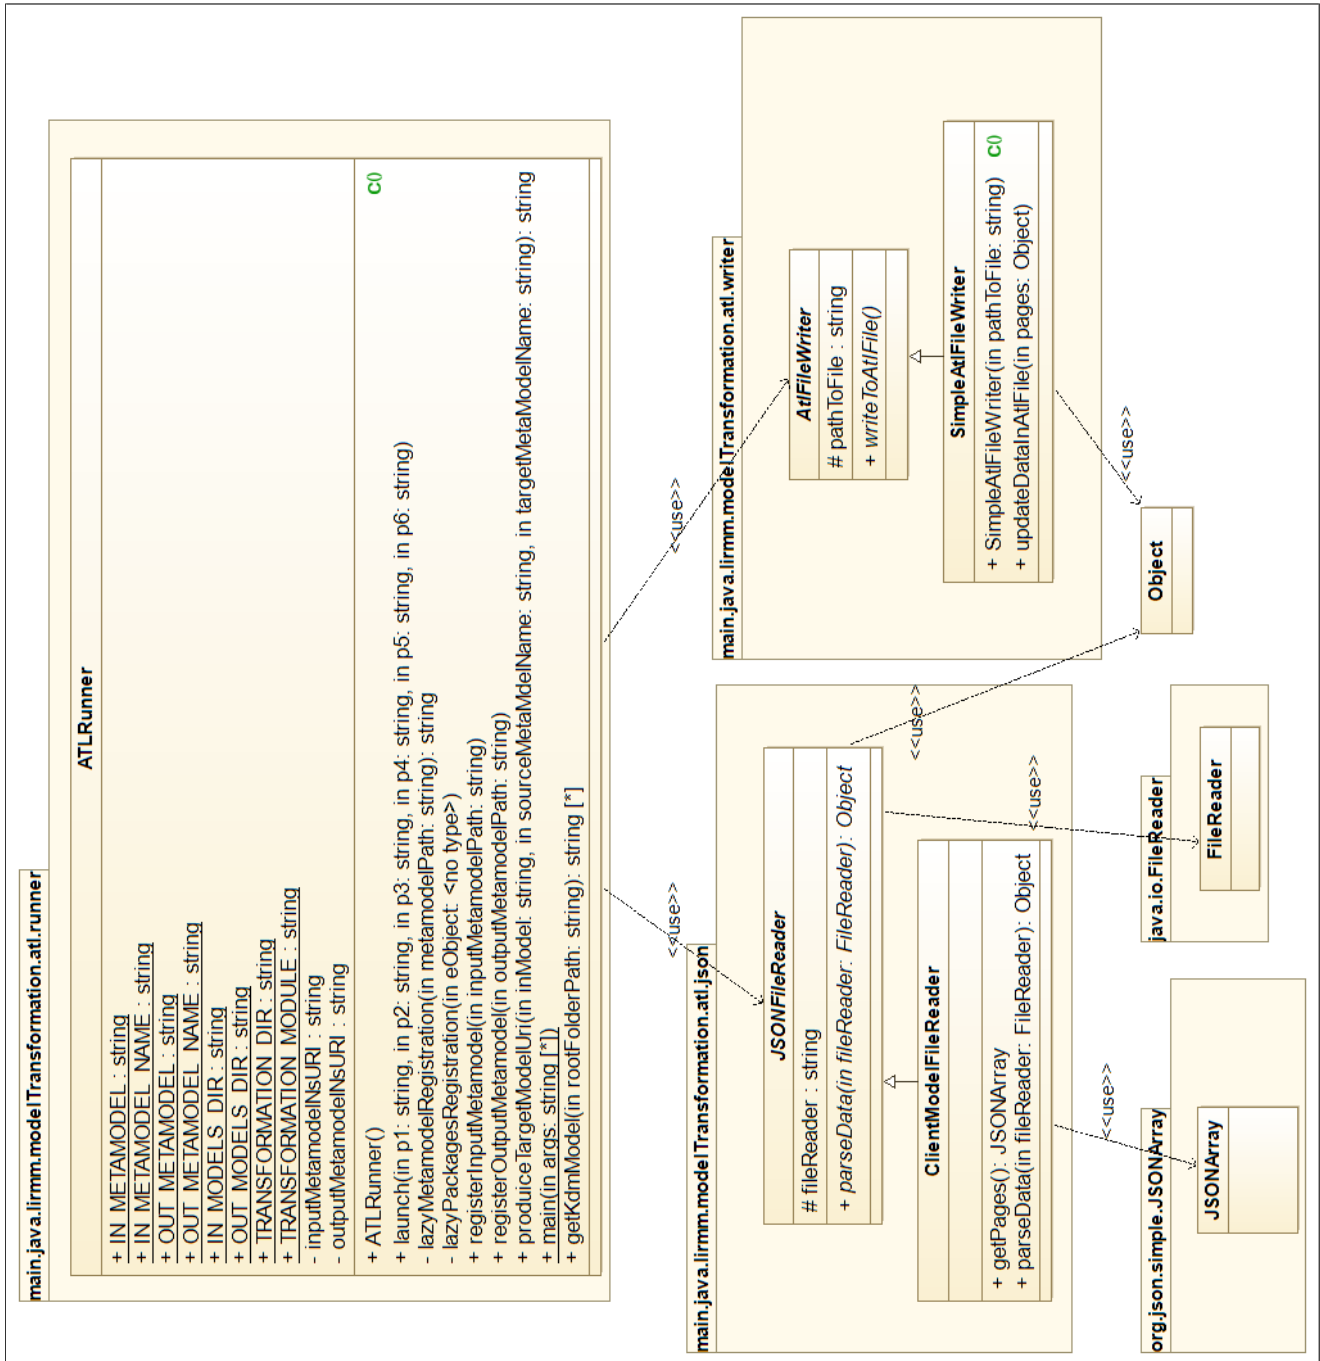 main.java.lirmm.modelTransformation.atl.runner
ATLRunner
+ IN_METAMODEL : string
+ IN_METAMODEL_NAME : string
+ OUT_METAMODEL : string
+ OUT_METAMODEL_NAME : string
+ IN_MODELS_DIR : string
+ OUT_MODELS_DIR : string
+ TRANSFORMATION_DIR : string
+ TRANSFORMATION_MODULE : string
- inputMetamodelNsURI : string
- outputMetamodelNsURI : string
+ ATLRunner()
C()
+ launch(in p1: string, in p2: string, in p3: string, in p4: string, in p5: string, in p6: string)
- lazyMetamodelRegistration(in metamodelPath: string): string
- lazyPackagesRegistration(in eObject: <no type>)
+ registerInputMetamodel(in inputMetamodelPath: string)
+ registerOutputMetamodel(in outputMetamodelPath: string)
+ produiceTargetModelUri(in inModel: string, in sourceMetaMdelName: string, in targetMetaModelName: string): string
+ main(in args: string [*])
+ getKdmModel(in rootFolderPath: string): string [*]
<<use>>
<<use>>
main.java.lirmm.modelTransformation.atl.json
JSONFileReader
# fileReader : string
+ parseData(in fileReader: FileReader): Object
ClientModelFileReader
+ getPages(): JSONArray
+ parseData(in fileReader: FileReader): Object
main.java.lirmm.modelTransformation.atl.writer
AtlFileWriter
# pathToFile : string
+ writeToAtlFile()
SimpleAtlFileWriter
+ SimpleAtlFileWriter(in pathToFile: string)
C()
+ updateDataInAtlFile(in pages: Object)
<<use>>
<<use>>
<<use>>
<<use>>
org.json.simple.JSONArray
JSONArray
java.io.FileReader
FileReader
Object